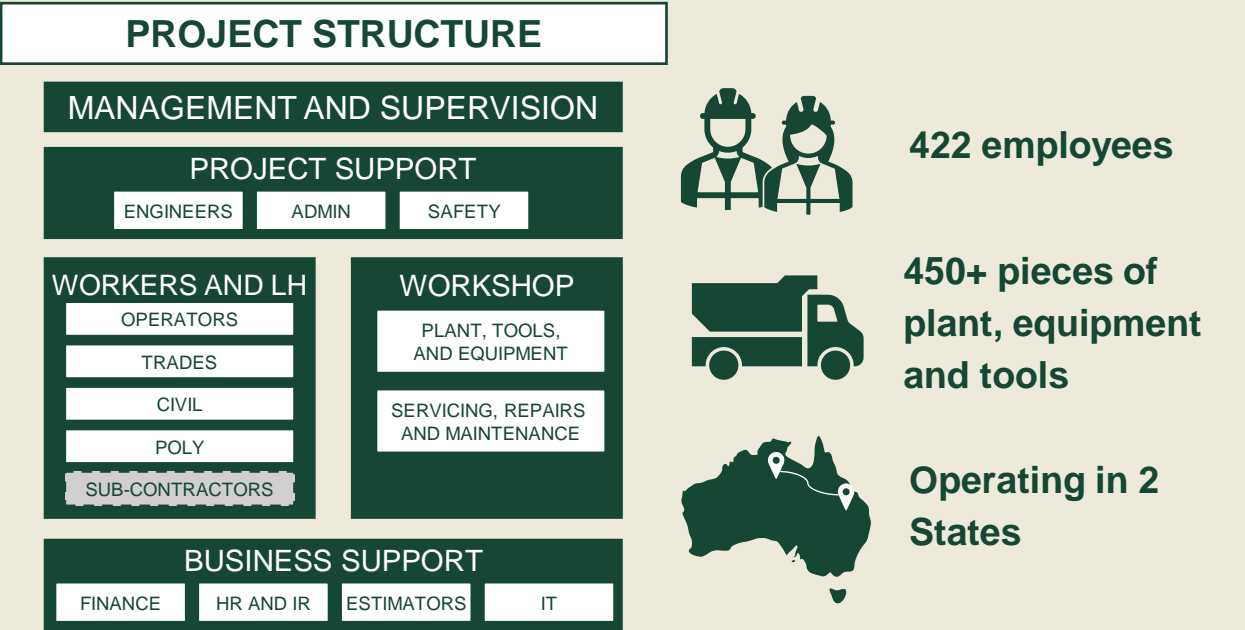 PROJECT STRUCTURE
MANAGEMENT AND SUPERVISION
PROJECT SUPPORT
ENGINEERS
ADMIN
SAFETY
WORKERS AND LH
OPERATORS
TRADES
CIVIL
POLY
SUB-CONTRACTORS
WORKSHOP
PLANT, TOOLS,
AND EQUIPMENT
SERVICING, REPAIRS
AND MAINTENANCE
BUSINESS SUPPORT
FINANCE
HR AND IR
ESTIMATORS
IT
422 employees
450+ pieces of
plant, equipment
and tools
Operating in 2
States